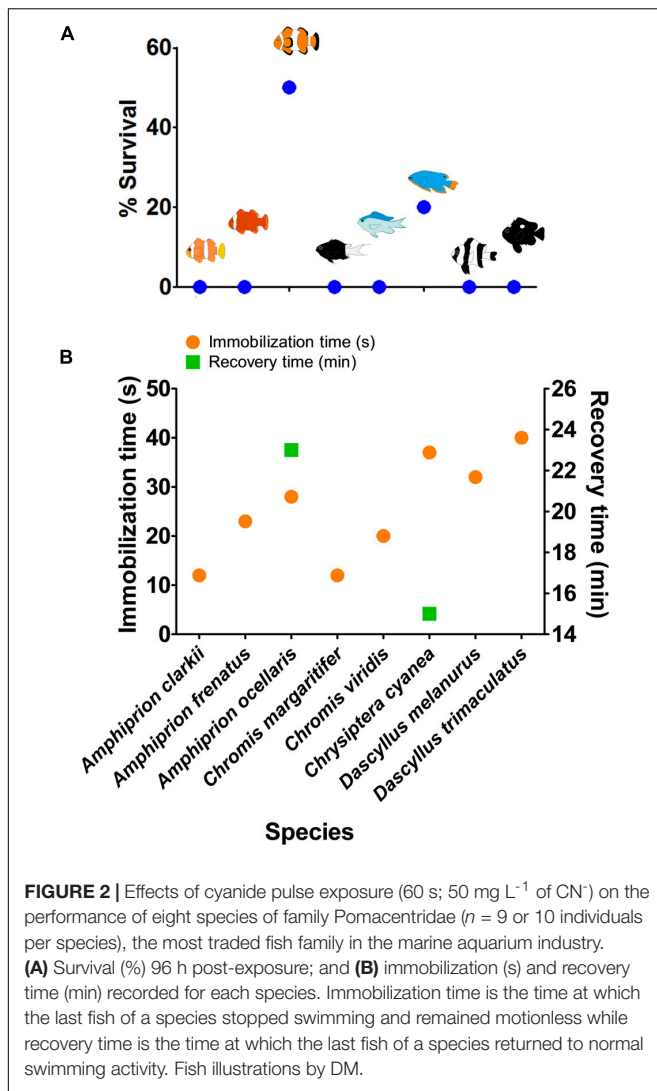 A
60
40
20
0
% Survival
Immobilization time (s)
Recovery time (min)
B
50
40
30
20
10
0
Immobilization time (s)
26
24
22
20
18
16
14
Recovery time (min)
Amphiprion clarkii
Amphiprion frenatus
Amphiprion ocellaris
Chromis margaritifer
Chromis viridis
Chrysiptera cyanea
Dascyllus melanurus
Dascyllus trimaculatus
Species
FIGURE 2 | Effects of cyanide pulse exposure (60 s; 50 mg L⁻¹ of CN⁻) on the
performance of eight species of family Pomacentridae (n = 9 or 10 individuals
per species), the most traded fish family in the marine aquarium industry.
(A) Survival (%) 96 h post-exposure; and (B) immobilization (s) and recovery
time (min) recorded for each species. Immobilization time is the time at which
the last fish of a species stopped swimming and remained motionless while
recovery time is the time at which the last fish of a species returned to normal
swimming activity. Fish illustrations by DM.